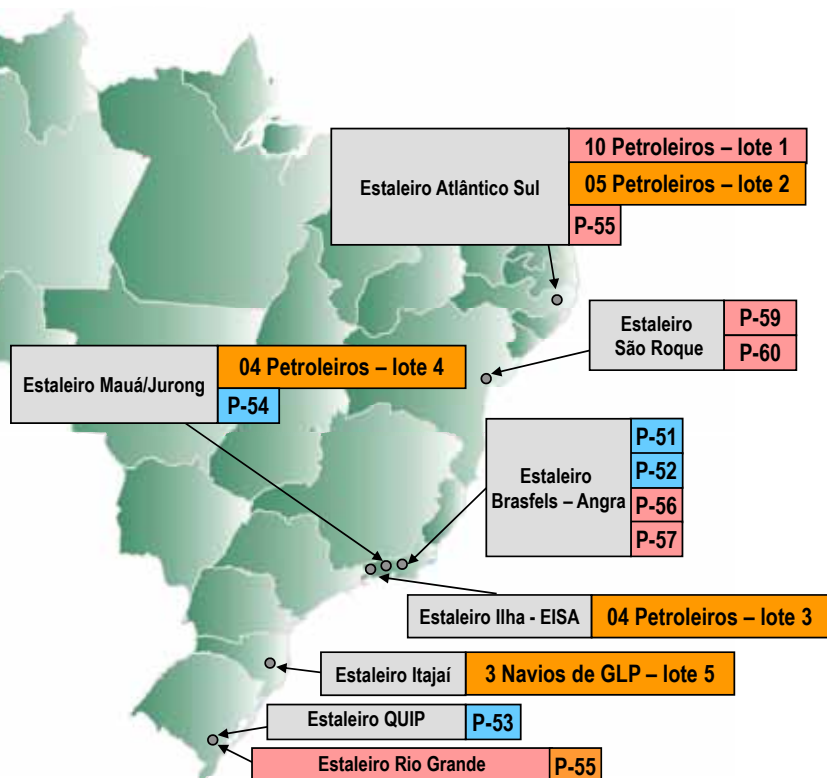 Estaleiro Atlântico Sul
10 Petroleiros – lote 1
05 Petroleiros – lote 2
P-55
Estaleiro
São Roque
P-59
P-60
Estaleiro Mauá/Jurong
04 Petroleiros – lote 4
P-54
Estaleiro
Brasfels – Angra
P-51
P-52
P-56
P-57
Estaleiro Ilha - EISA
04 Petroleiros – lote 3
Estaleiro Itajaí
3 Navios de GLP – lote 5
Estaleiro QUIP
P-53
Estaleiro Rio Grande
P-55